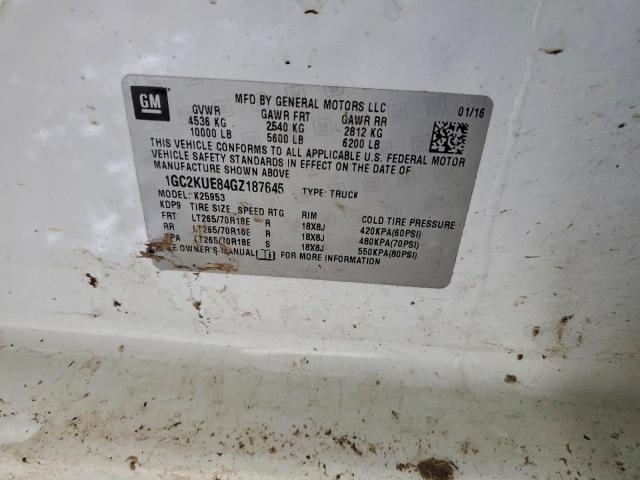 GM
MFD BY GENERAL MOTORS LLC
01/16
GVWR GAWR FRT GAWR RR
4536 KG 2540 KG 2812 KG
10000 LB 5600 LB 6200 LB
THIS VEHICLE CONFORMS TO ALL APPLICABLE U.S. FEDERAL MOTOR
VEHICLE SAFETY STANDARDS IN EFFECT ON THE DATE OF
MANUFACTURE SHOWN ABOVE
1GC2KUE84GZ187645 TYPE: TRUCK
MODEL: K25953
KDP9 TIRE SIZE SPEED RTG RIM COLD TIRE PRESSURE
FRT LT265/70R18E R 18X8J 420KPA(60PSI)
RR LT265/70R18E R 18X8J 480KPA(70PSI)
SPA LT265/70R18E S 18X8J 550KPA(80PSI)
SEE OWNER'S MANUAL FOR MORE INFORMATION